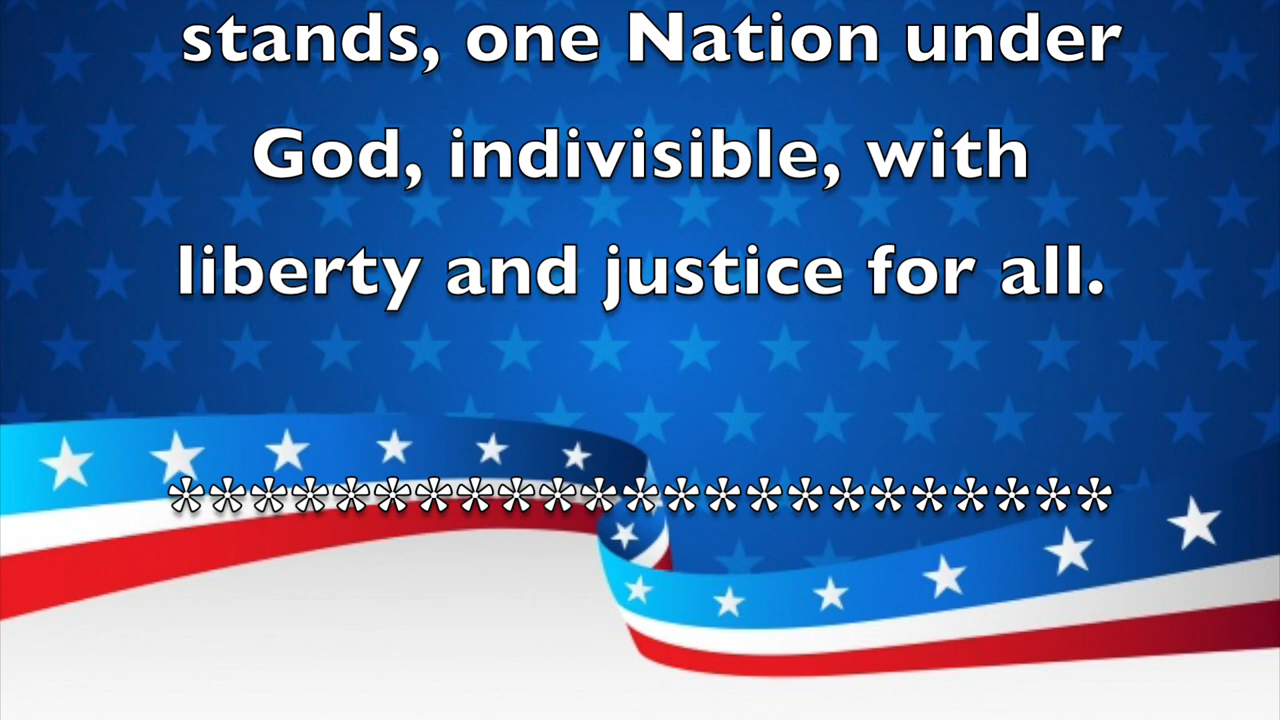 stands, one Nation under
God, indivisible, with
liberty and justice for all.
***********************